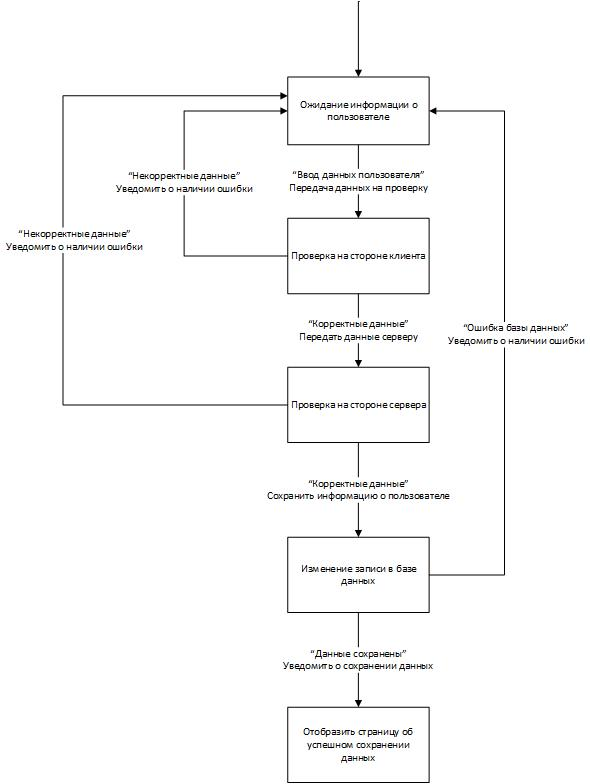 Ожидание информации о
пользователе
“Некорректные данные”
Уведомить о наличии ошибки
“Ввод данных пользователя”
Передача данных на проверку
“Некорректные данные”
Уведомить о наличии ошибки
Проверка на стороне клиента
“Корректные данные”
Передать данные серверу
“Ошибка базы данных”
Уведомить о наличии ошибки
Проверка на стороне сервера
“Корректные данные”
Сохранить информацию о пользователе
Изменение записи в базе
данных
“Данные сохранены”
Уведомить о сохранении данных
Отобразить страницу об
успешном сохранении
данных